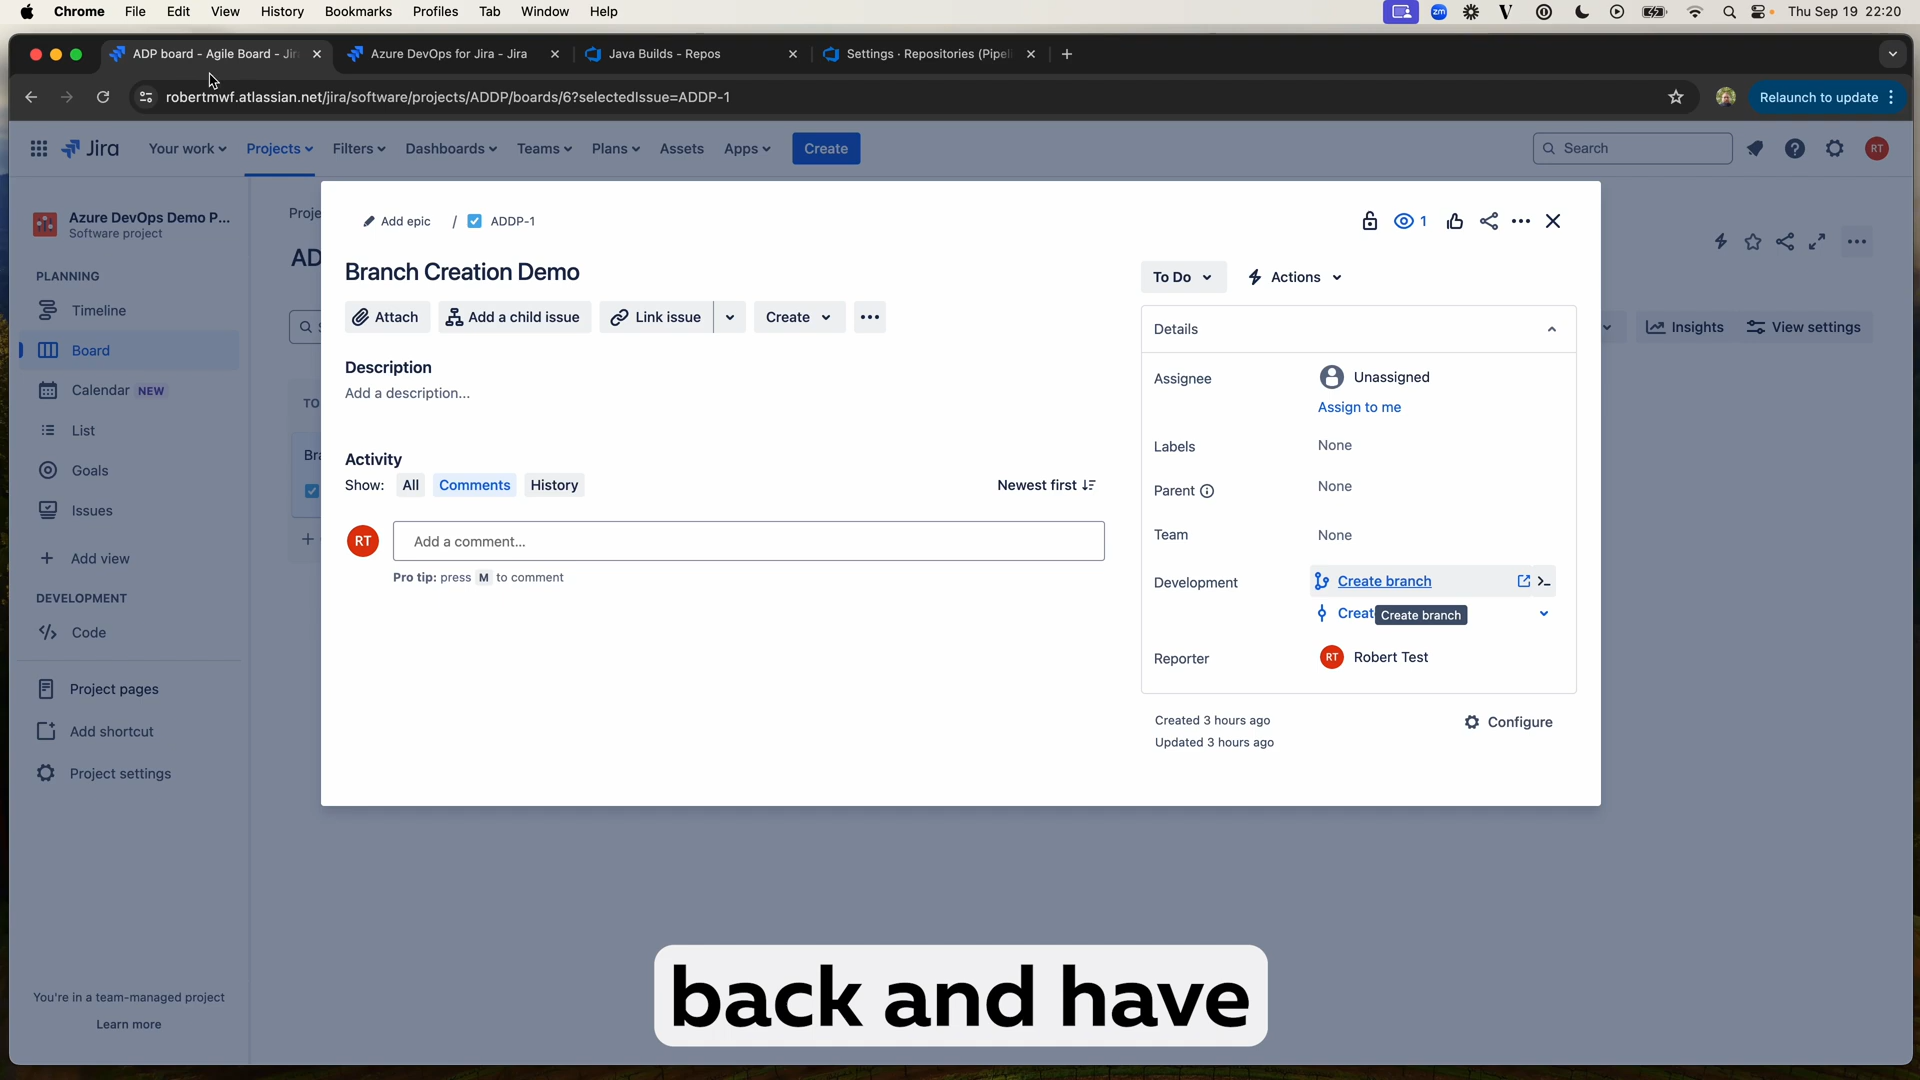 Chrome File Edit View History Bookmarks Profiles Tab Window Help
zm V Thu Sep 19 22:20
ADP board - Agile Board - Jir
Azure DevOps for Jira - Jira
Java Builds - Repos
Settings · Repositories (Pipel
robertmwf.atlassian.net/jira/software/projects/ADDP/boards/6?selectedIssue=ADDP-1
Relaunch to update
Jira Your work Projects Filters Dashboards Teams Plans Assets Apps Create
Search
RT
Azure DevOps Demo P...
Software project
PLANNING
Timeline
Board
Calendar NEW
List
Goals
Issues
Add view
DEVELOPMENT
Code
Project pages
Add shortcut
Project settings
You're in a team-managed project
Learn more
Proje
AD
S
TO
Bra
Insights
View settings
Add epic / ADDP-1
1
Branch Creation Demo
Attach
Add a child issue
Link issue
Create
Description
Add a description...
Activity
Show: All Comments History
Newest first
RT
Add a comment...
Pro tip: press M to comment
To Do
Actions
Details
Assignee
Unassigned
Assign to me
Labels
None
Parent
None
Team
None
Development
Create branch
Creat
Create branch
Reporter
RT Robert Test
Created 3 hours ago
Updated 3 hours ago
Configure
back and have